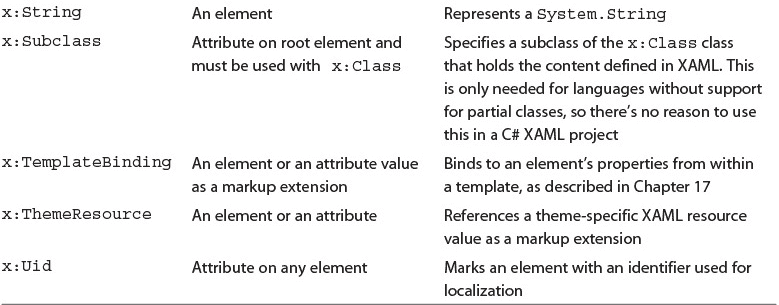 x:String An element Represents a System.String
x:Subclass Attribute on root element and Specifies a subclass of the x:Class class
must be used with x:Class that holds the content defined in XAML. This
is only needed for languages without support
for partial classes, so there's no reason to use
this in a C# XAML project
x:TemplateBinding An element or an attribute value Binds to an element's properties from within
as a markup extension a template, as described in Chapter 17
x:ThemeResource An element or an attribute References a theme-specific XAML resource
value as a markup extension
x:Uid Attribute on any element Marks an element with an identifier used for
localization